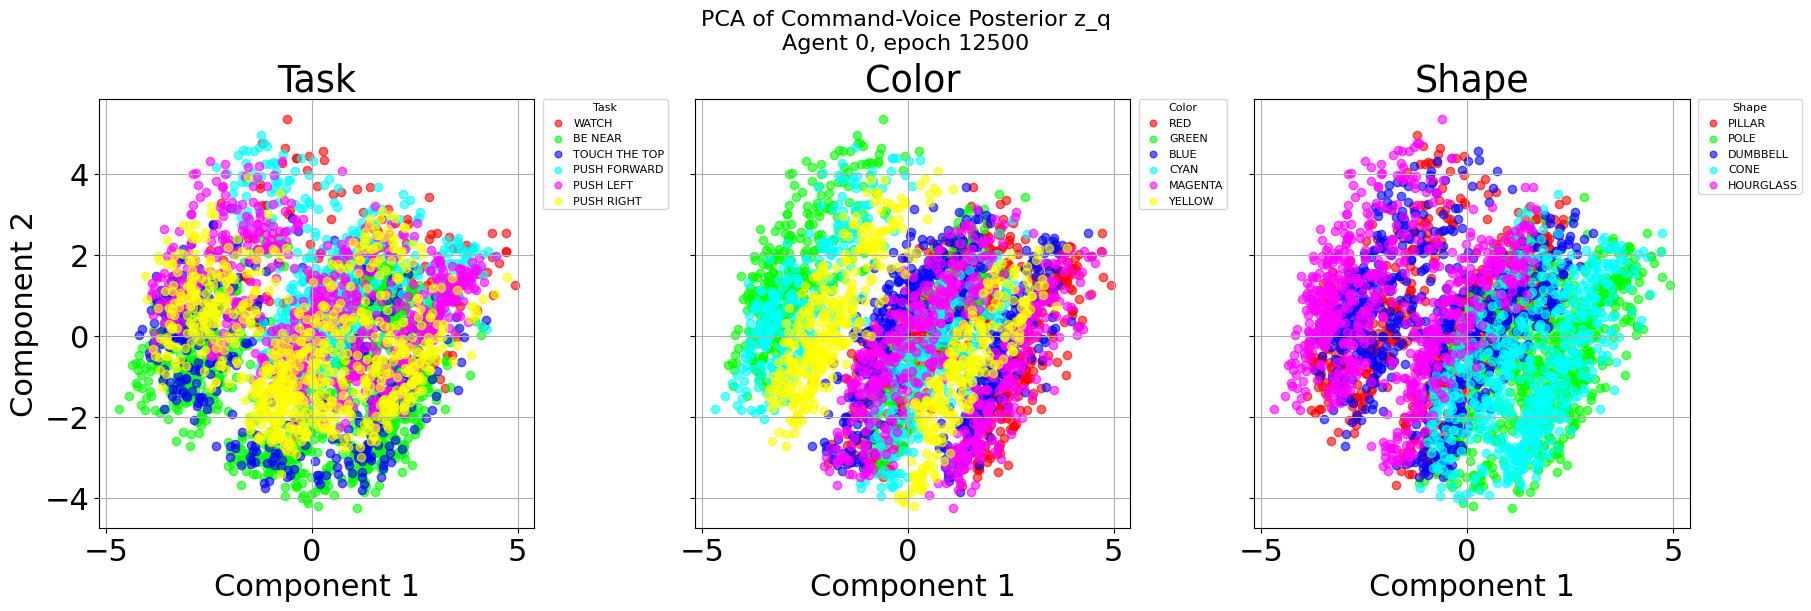 PCA of Command-Voice Posterior z_q
Agent 0, epoch 12500
Task
Component 2
4
2
0
−2
−4
−5
0
5
Component 1
Task
WATCH
BE NEAR
TOUCH THE TOP
PUSH FORWARD
PUSH LEFT
PUSH RIGHT
Color
−5
0
5
Component 1
Color
RED
GREEN
BLUE
CYAN
MAGENTA
YELLOW
Shape
−5
0
5
Component 1
Shape
PILLAR
POLE
DUMBBELL
CONE
HOURGLASS